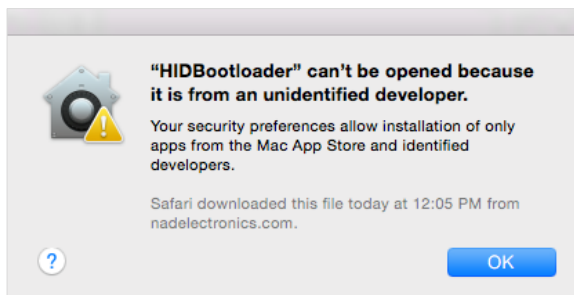 “HIDBootloader” can’t be opened because
it is from an unidentified developer.
Your security preferences allow installation of only
apps from the Mac App Store and identified
developers.
Safari downloaded this file today at 12:05 PM from
nadelectronics.com.
?
OK